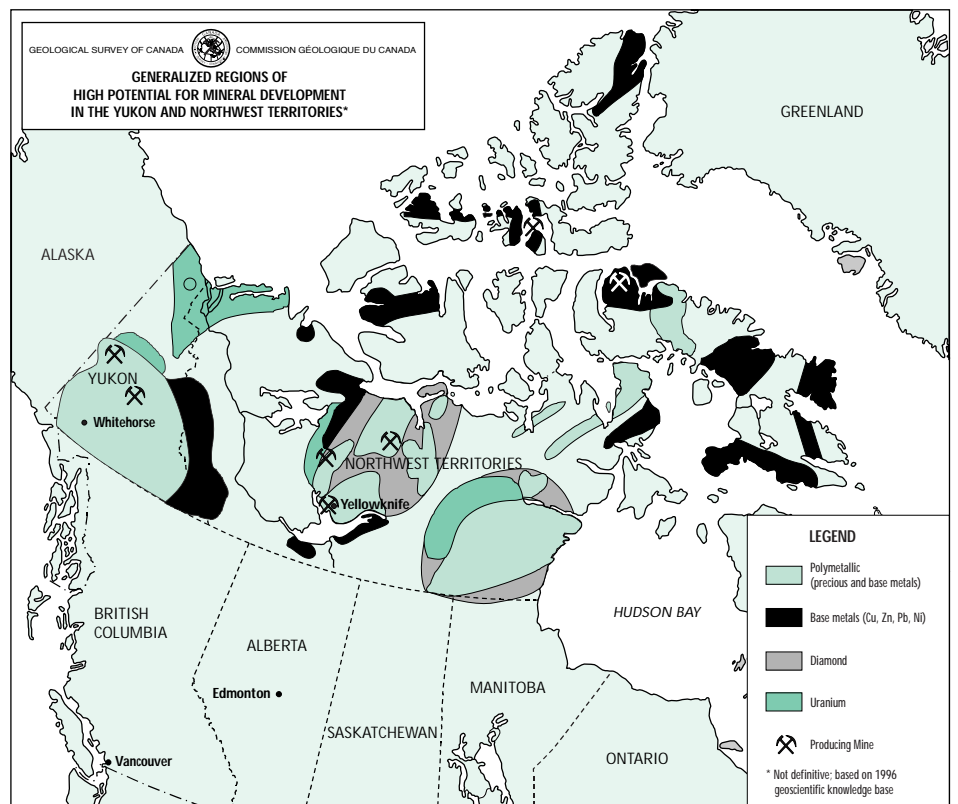 GEOLOGICAL SURVEY OF CANADA COMMISSION GÉOLOGIQUE DU CANADA
GENERALIZED REGIONS OF
HIGH POTENTIAL FOR MINERAL DEVELOPMENT
IN THE YUKON AND NORTHWEST TERRITORIES*
GREENLAND
ALASKA
YUKON
Whitehorse
NORTHWEST TERRITORIES
Yellowknife
BRITISH
COLUMBIA
ALBERTA
HUDSON BAY
Edmonton
MANITOBA
SASKATCHEWAN
Vancouver
ONTARIO
LEGEND
Polymetallic
(precious and base metals)
Base metals (Cu, Zn, Pb, Ni)
Diamond
Uranium
Producing Mine
* Not definitive; based on 1996
geoscientific knowledge base